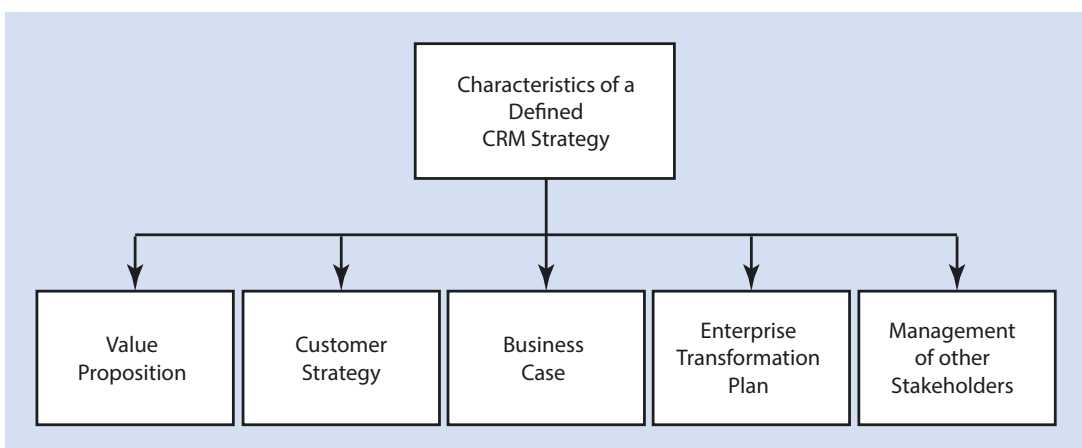 Characteristics of a
Defined
CRM Strategy
Value
Proposition
Customer
Strategy
Business
Case
Enterprise
Transformation
Plan
Management
of other
Stakeholders